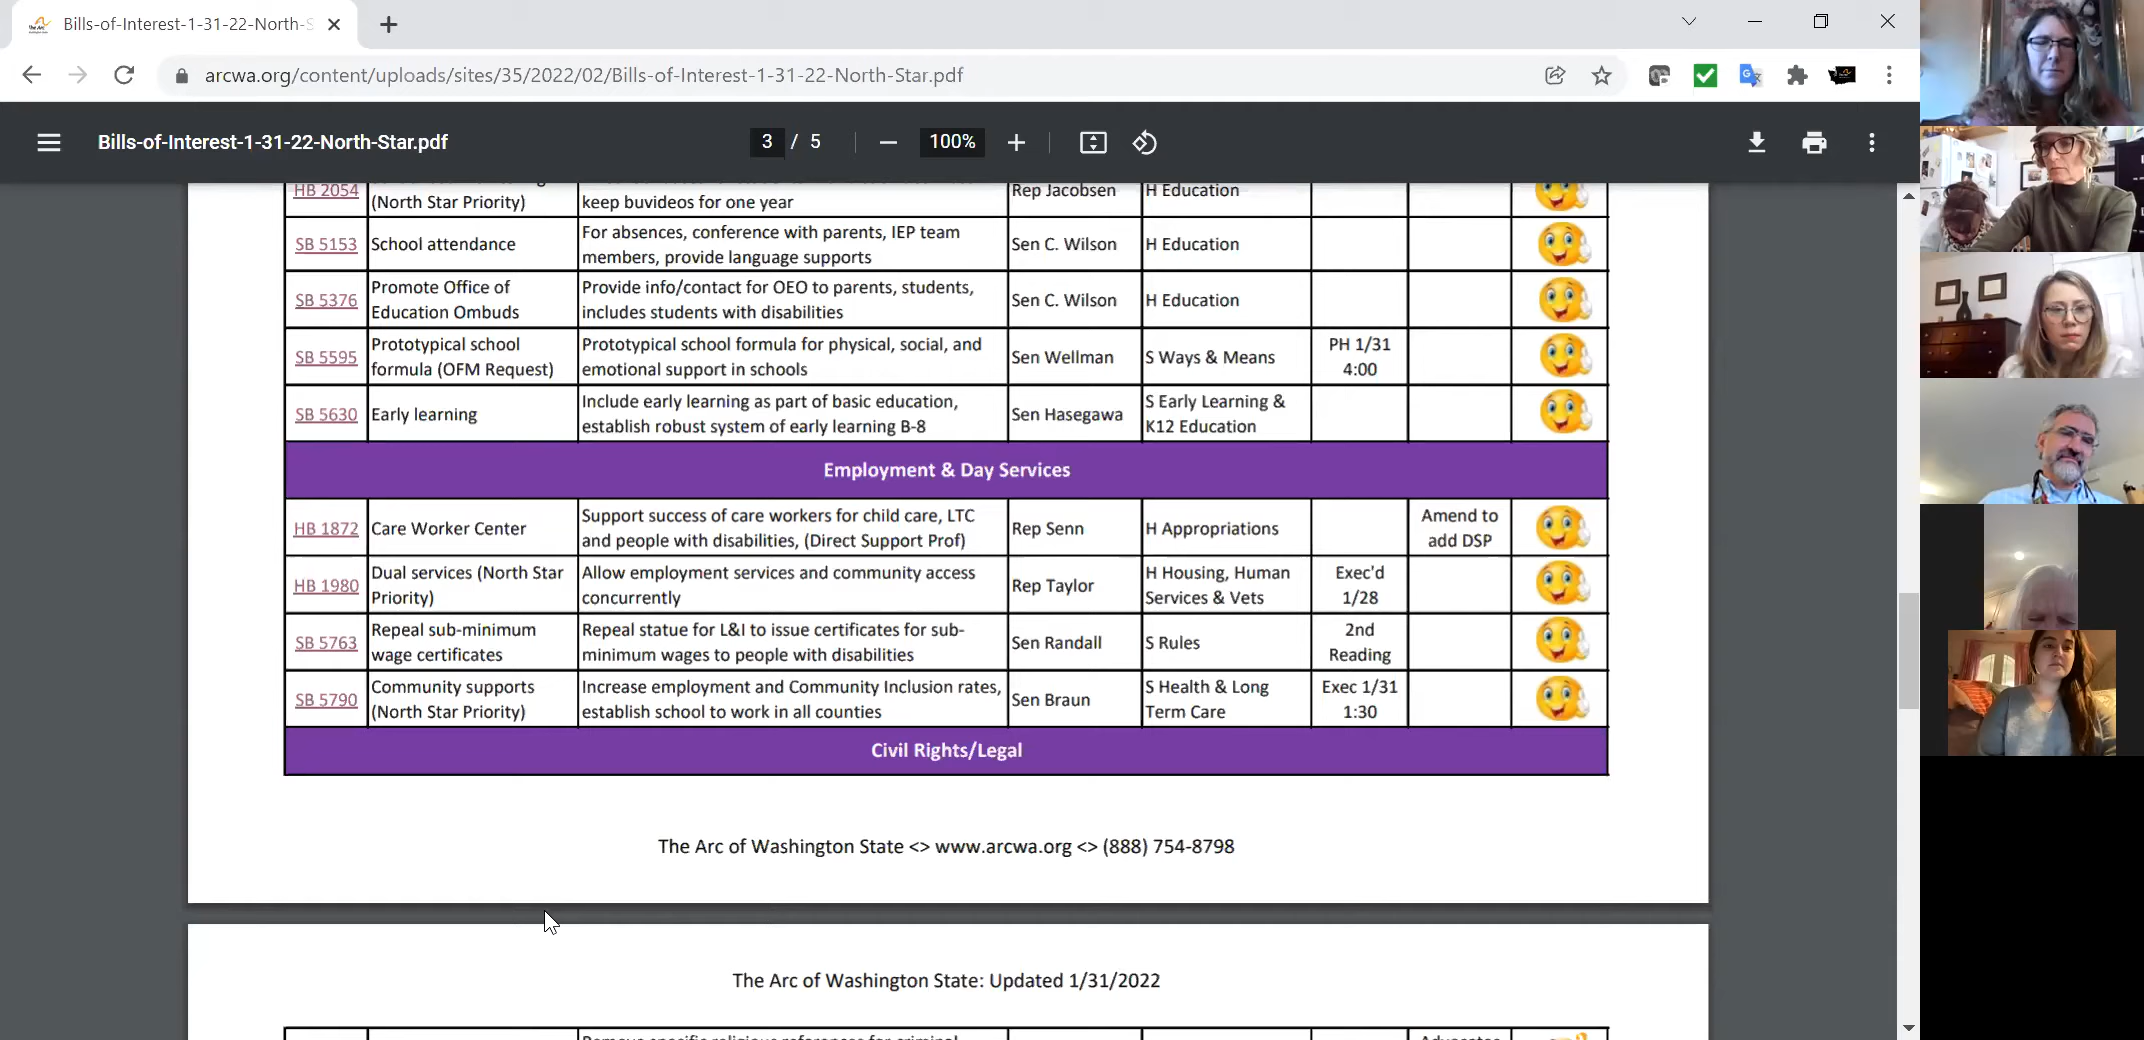 Bills-of-Interest-1-31-22-North-S
arcwa.org/content/uploads/sites/35/2022/02/Bills-of-Interest-1-31-22-North-Star.pdf
Bills-of-Interest-1-31-22-North-Star.pdf
3 / 5
100%
HB 2054
(North Star Priority)
keep buvideos for one year
Rep Jacobsen
H Education
SB 5153
School attendance
For absences, conference with parents, IEP team
members, provide language supports
Sen C. Wilson
H Education
SB 5376
Promote Office of
Education Ombuds
Provide info/contact for OEO to parents, students,
includes students with disabilities
Sen C. Wilson
H Education
SB 5595
Prototypical school
formula (OFM Request)
Prototypical school formula for physical, social, and
emotional support in schools
Sen Wellman
S Ways & Means
PH 1/31
4:00
SB 5630
Early learning
Include early learning as part of basic education,
establish robust system of early learning B-8
Sen Hasegawa
S Early Learning &
K12 Education
Employment & Day Services
HB 1872
Care Worker Center
Support success of care workers for child care, LTC
and people with disabilities, (Direct Support Prof)
Rep Senn
H Appropriations
Amend to
add DSP
HB 1980
Dual services (North Star
Priority)
Allow employment services and community access
concurrently
Rep Taylor
H Housing, Human
Services & Vets
Exec'd
1/28
SB 5763
Repeal sub-minimum
wage certificates
Repeal statue for L&I to issue certificates for sub-
minimum wages to people with disabilities
Sen Randall
S Rules
2nd
Reading
SB 5790
Community supports
(North Star Priority)
Increase employment and Community Inclusion rates,
establish school to work in all counties
Sen Braun
S Health & Long
Term Care
Exec 1/31
1:30
Civil Rights/Legal
The Arc of Washington State <> www.arcwa.org <> (888) 754-8798
The Arc of Washington State: Updated 1/31/2022